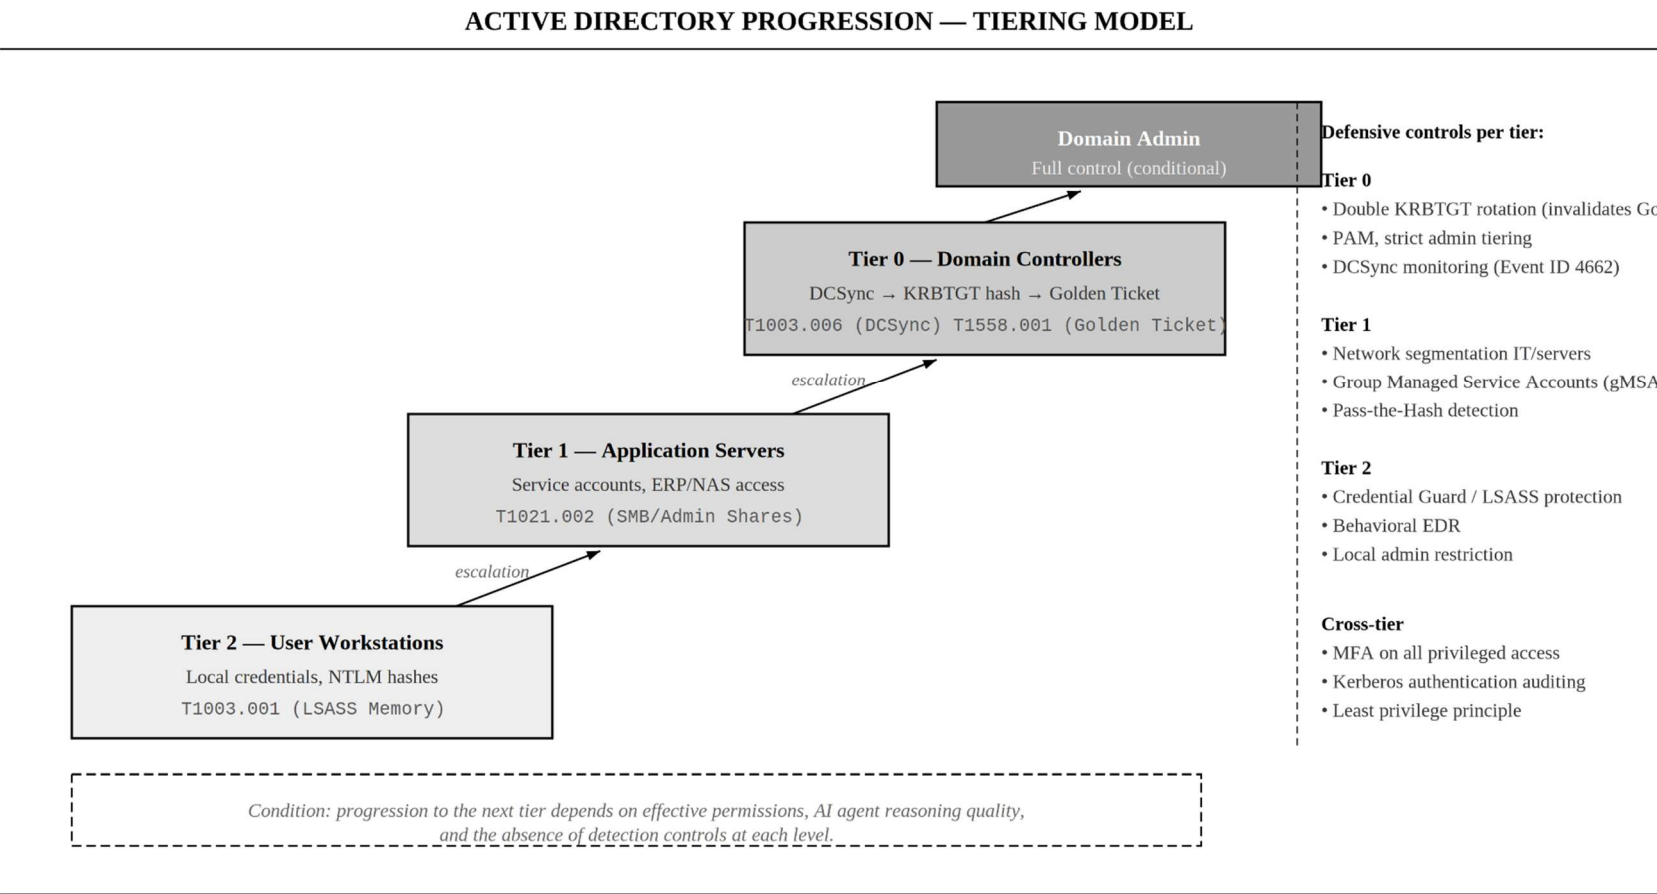 ACTIVE DIRECTORY PROGRESSION — TIERING MODEL
Domain Admin
Full control (conditional)
Tier 0 — Domain Controllers
DCSync → KRBTGT hash → Golden Ticket
T1003.006 (DCSync) T1558.001 (Golden Ticket)
escalation
Tier 1 — Application Servers
Service accounts, ERP/NAS access
T1021.002 (SMB/Admin Shares)
escalation
Tier 2 — User Workstations
Local credentials, NTLM hashes
T1003.001 (LSASS Memory)
Defensive controls per tier:
Tier 0
• Double KRBTGT rotation (invalidates Go
• PAM, strict admin tiering
• DCSync monitoring (Event ID 4662)
Tier 1
• Network segmentation IT/servers
• Group Managed Service Accounts (gMSA
• Pass-the-Hash detection
Tier 2
• Credential Guard / LSASS protection
• Behavioral EDR
• Local admin restriction
Cross-tier
• MFA on all privileged access
• Kerberos authentication auditing
• Least privilege principle
Condition: progression to the next tier depends on effective permissions, AI agent reasoning quality,
and the absence of detection controls at each level.